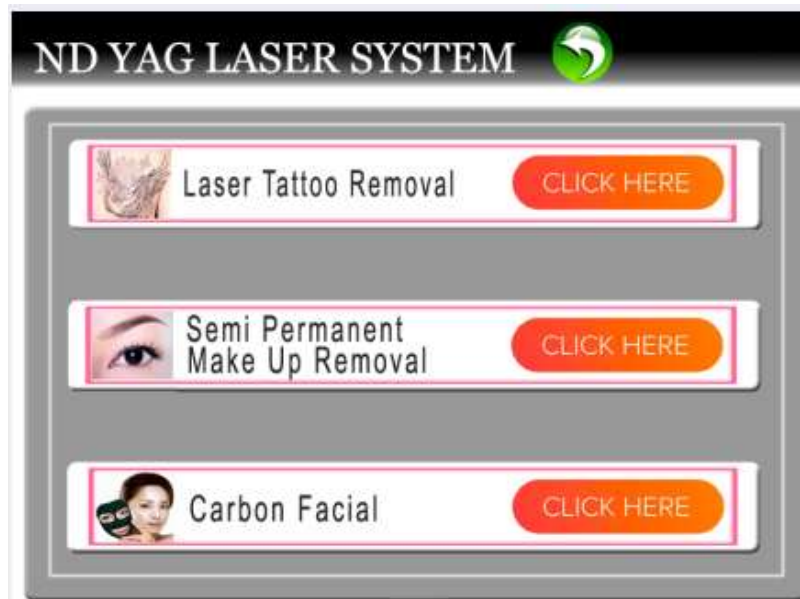 ND YAG LASER SYSTEM
Laser Tattoo Removal CLICK HERE
Semi Permanent
Make Up Removal CLICK HERE
Carbon Facial CLICK HERE